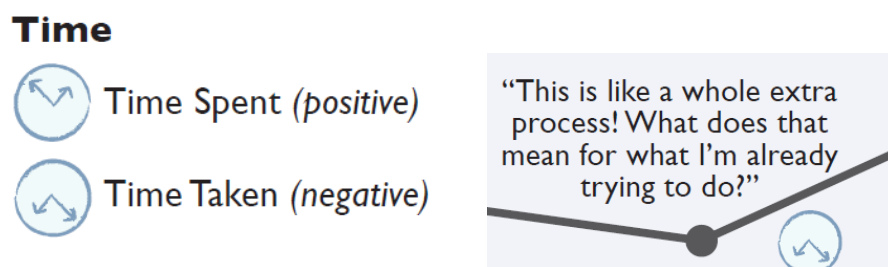 Time
Time Spent (positive)
Time Taken (negative)
“This is like a whole extra
process! What does that
mean for what I’m already
trying to do?”